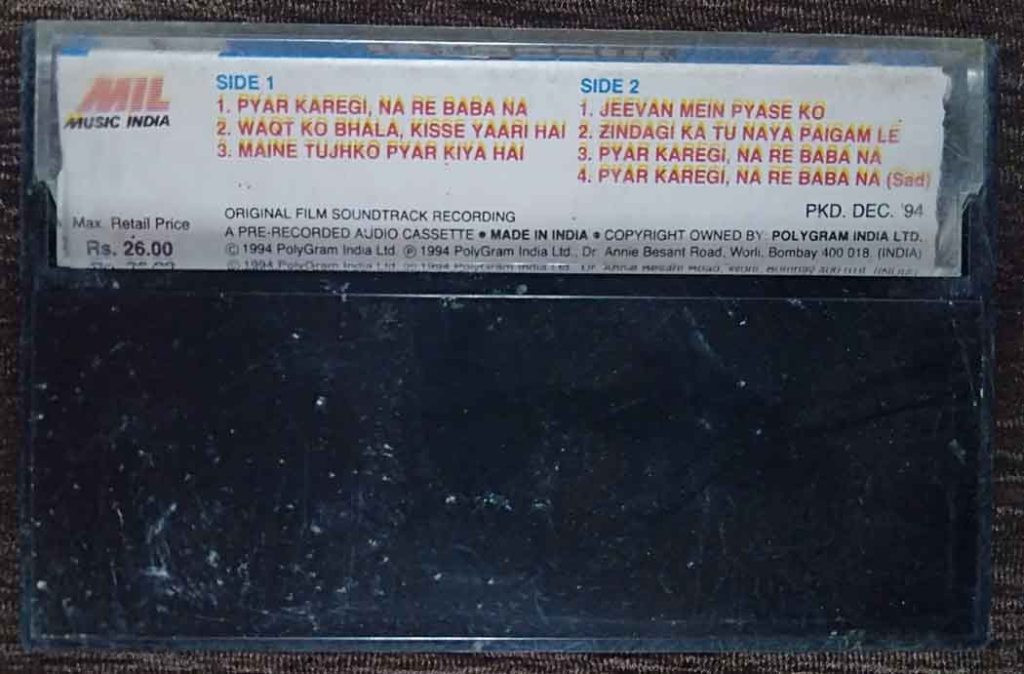 MIL
MUSIC INDIA
SIDE 1
1. PYAR KAREGI, NA RE BABA NA
2. WAQT KO BHALA, KISSE YAARI HAI
3. MAINE TUJHKO PYAR KIYA HAI
SIDE 2
1. JEEVAN MEIN PYASE KO
2. ZINDAGI KA TU NAYA PAIGAM LE
3. PYAR KAREGI, NA RE BABA NA
4. PYAR KAREGI, NA RE BABA NA (Sad)
PKD. DEC. '94
Max. Retail Price
Rs. 26.00
ORIGINAL FILM SOUNDTRACK RECORDING
A PRE-RECORDED AUDIO CASSETTE • MADE IN INDIA • COPYRIGHT OWNED BY: POLYGRAM INDIA LTD.
© 1994 PolyGram India Ltd. ℗ 1994 PolyGram India Ltd., Dr. Annie Besant Road, Worli, Bombay 400 018. (INDIA)